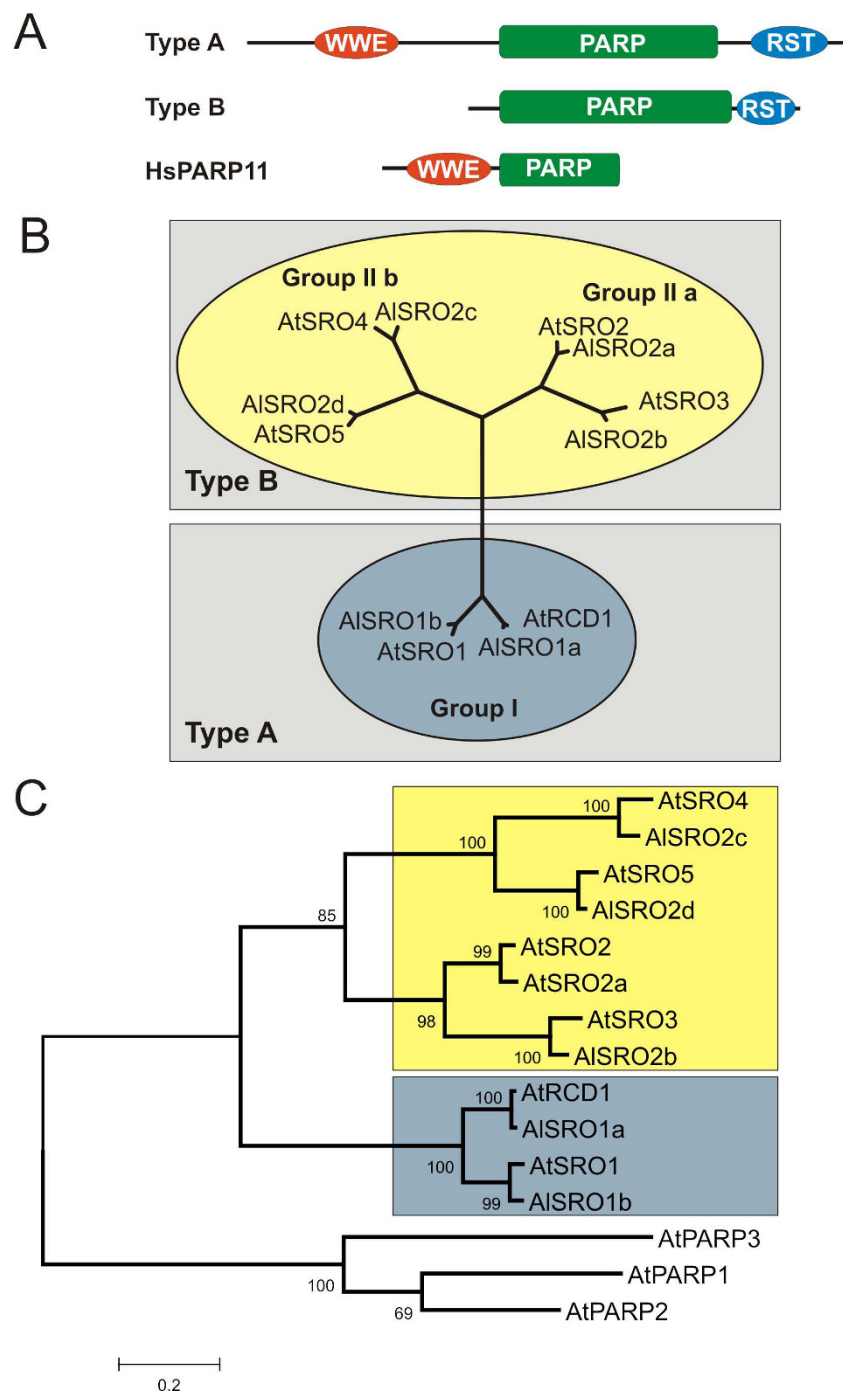 A
Type A WWE PARP RST
Type B PARP RST
HsPARP11 WWE PARP
B
Group II b
Group II a
AtSRO4 AlSRO2c
AtSRO2
AlSRO2a
AlSRO2d
AtSRO5
AtSRO3
AlSRO2b
Type B
AlSRO1b
AtSRO1
AtRCD1
AlSRO1a
Group I
Type A
C
100 AtSRO4
AlSRO2c
100
AtSRO5
100 AlSRO2d
85
99 AtSRO2
AtSRO2a
98
AtSRO3
100 AlSRO2b
100 AtRCD1
AlSRO1a
100
AtSRO1
99 AlSRO1b
AtPARP3
100
AtPARP1
69 AtPARP2
0.2